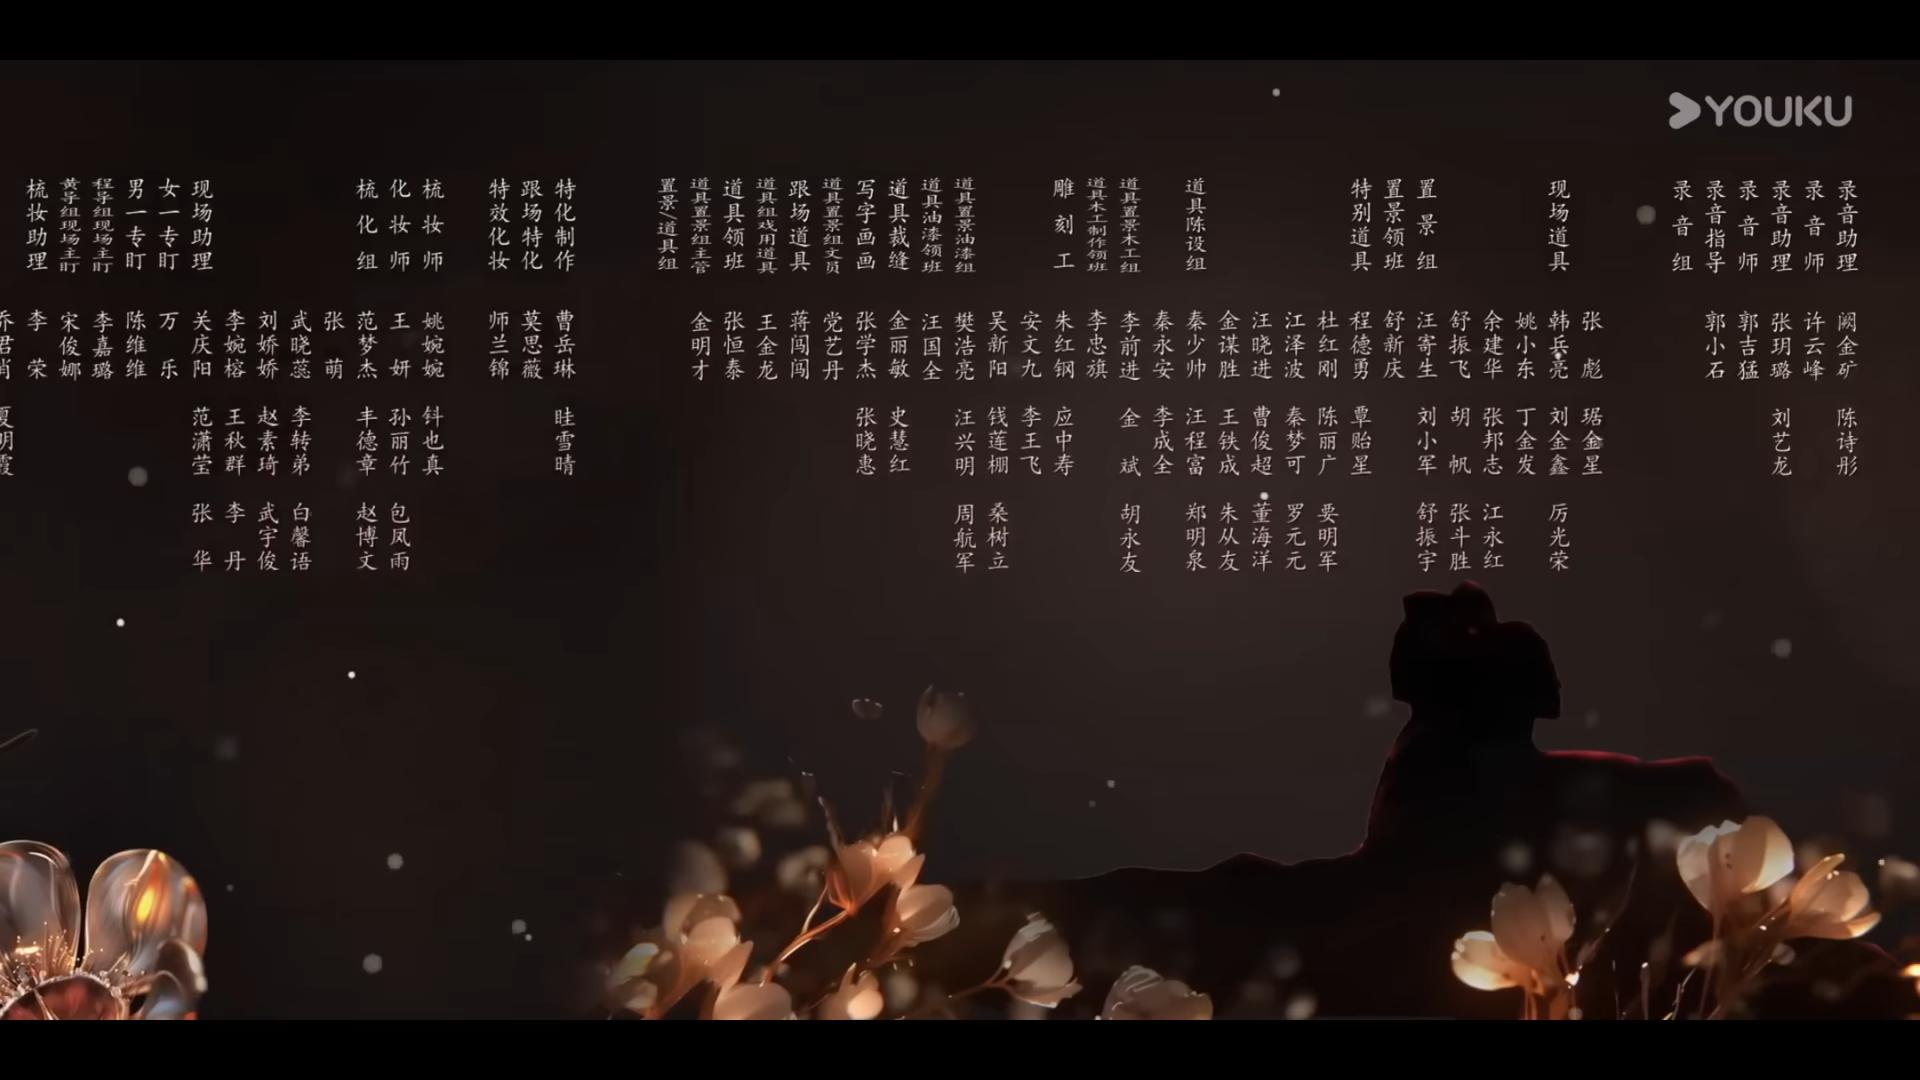 梳妆助理 李荣
黄导组现场主盯 宋俊娜
程导组现场主盯 李嘉璐
男一专盯 陈维维
女一专盯 万乐
现场助理 关庆阳 范潇莹 张华
李婉榕 王秋群 李丹
刘娇娇 赵素琦 武宇俊
武晓蕊 李转弟 白馨语
张萌
梳化组 范梦杰 丰德章 赵博文
化妆师 王妍 孙丽竹 包凤雨
梳妆师 姚婉婉 钭也真
特效化妆 师兰锦
跟场特化 莫思薇
特化制作 曹岳琳 眭雪晴
置景/道具组
道具置景组主管 金明才
道具领班 张恒泰
道具组戏用道具 王金龙
跟场道具 蒋闯闯
道具置景组文员 党艺丹
写字画画 张学杰 张晓惠
道具裁缝 金丽敏 史慧红
道具油漆领班 汪国全
道具置景油漆组 樊浩亮 汪兴明 周航军
吴新阳 钱莲棚 桑树立
安文九 李王飞
雕刻工 朱红钢 应中寿
道具木工制作领班 李忠旗
道具置景木工组 李前进 金斌 胡永友
秦永安 李成全
道具陈设组 秦少帅 汪程富 郑明泉
金谋胜 王铁成 朱从友
汪晓进 曹俊超 董海洋
江泽波 秦梦可 罗元元
杜红刚 陈丽广 要明军
特别道具 程德勇 覃贻星
置景领班 舒新庆
置景组 汪寄生 刘小军 舒振宇
舒振飞 胡帆 张斗胜
余建华 张邦志 江永红
姚小东 丁金发
现场道具 韩兵亮 刘金鑫 厉光荣
张彪 琚金星
录音组
录音指导 郭小石
录音师 郭吉猛
录音助理 张玥璐 刘艺龙
录音师 许云峰
录音助理 阚金矿 陈诗彤
YOUKU